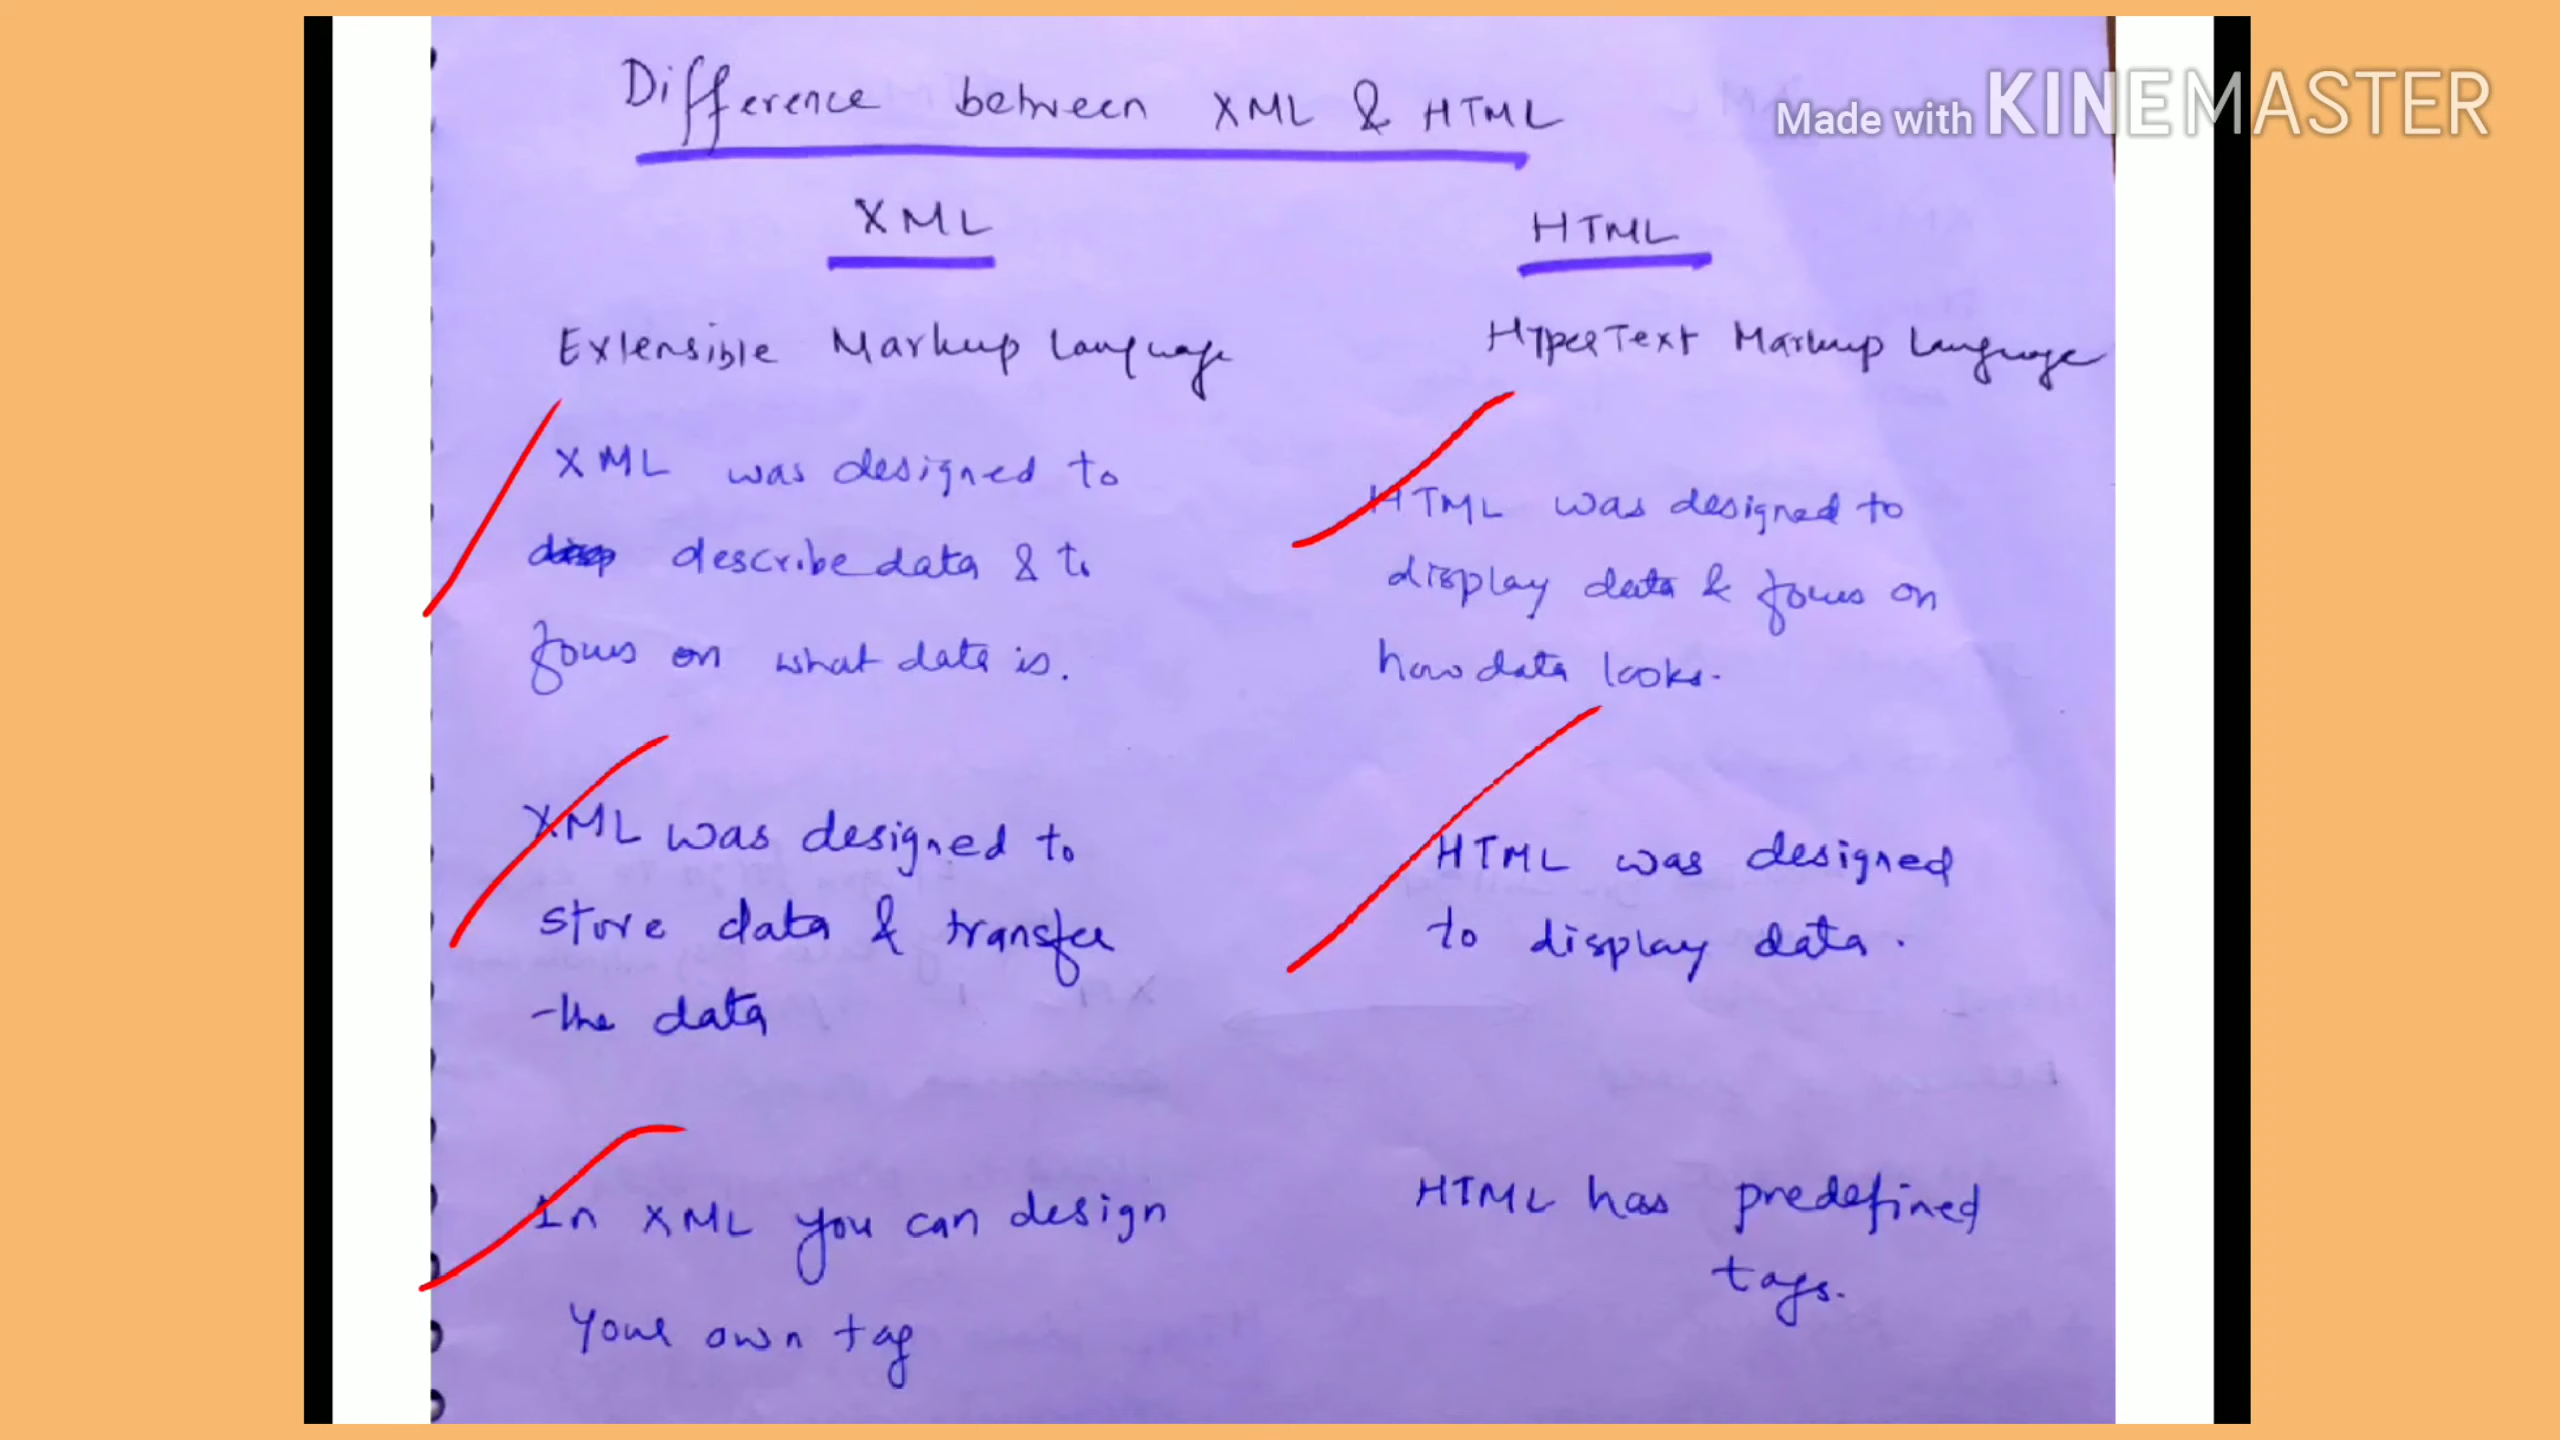 Difference between XML & HTML
Made with KINEMASTER
XML
HTML
Extensible Markup Language
HyperText Markup Language
XML was designed to
describe data & to
focus on what data is.
HTML was designed to
display data & focus on
how data looks.
XML was designed to
store data & transfer
the data
HTML was designed
to display data.
In XML you can design
your own tag
HTML has predefined
tags.